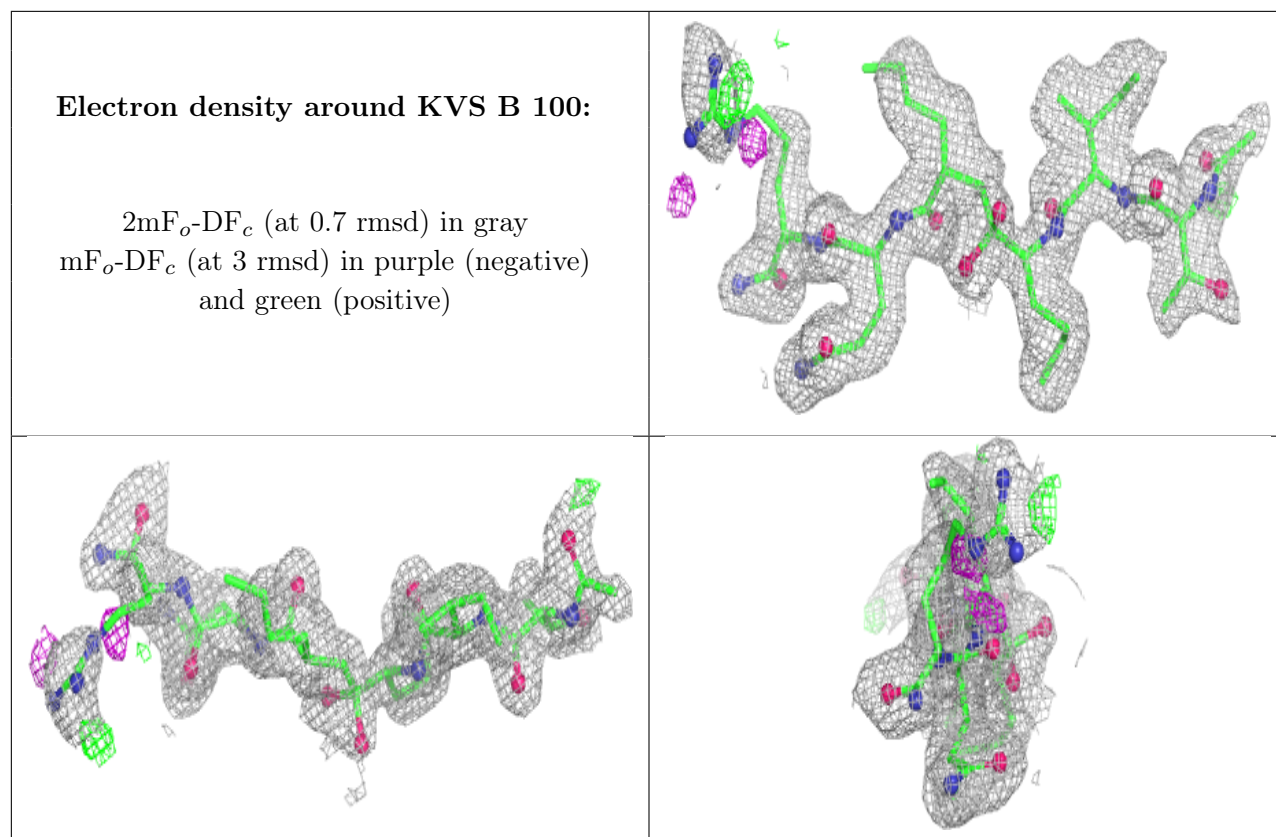 Electron density around KVS B 100:
2mFo-DFc (at 0.7 rmsd) in gray
mFo-DFc (at 3 rmsd) in purple (negative)
and green (positive)